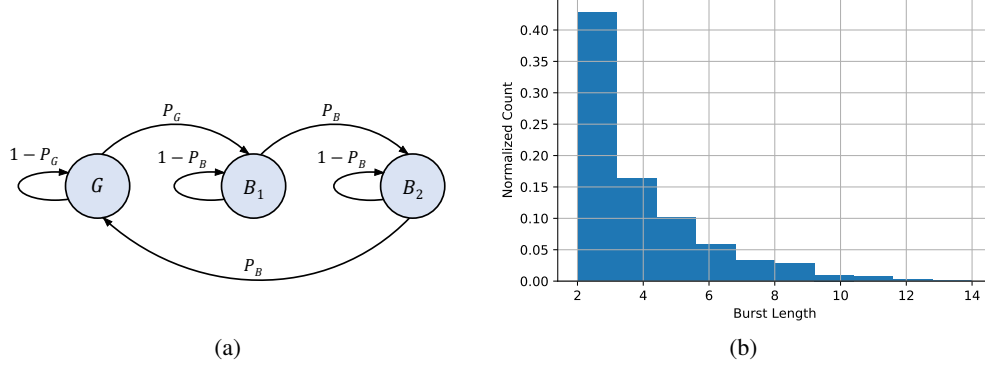 P_G
P_B
1 − P_G
1 − P_B
1 − P_B
G
B_1
B_2
P_B
(a)
0.40
0.35
0.30
0.25
0.20
0.15
0.10
0.05
0.00
Normalized Count
2 4 6 8 10 12 14
Burst Length
(b)